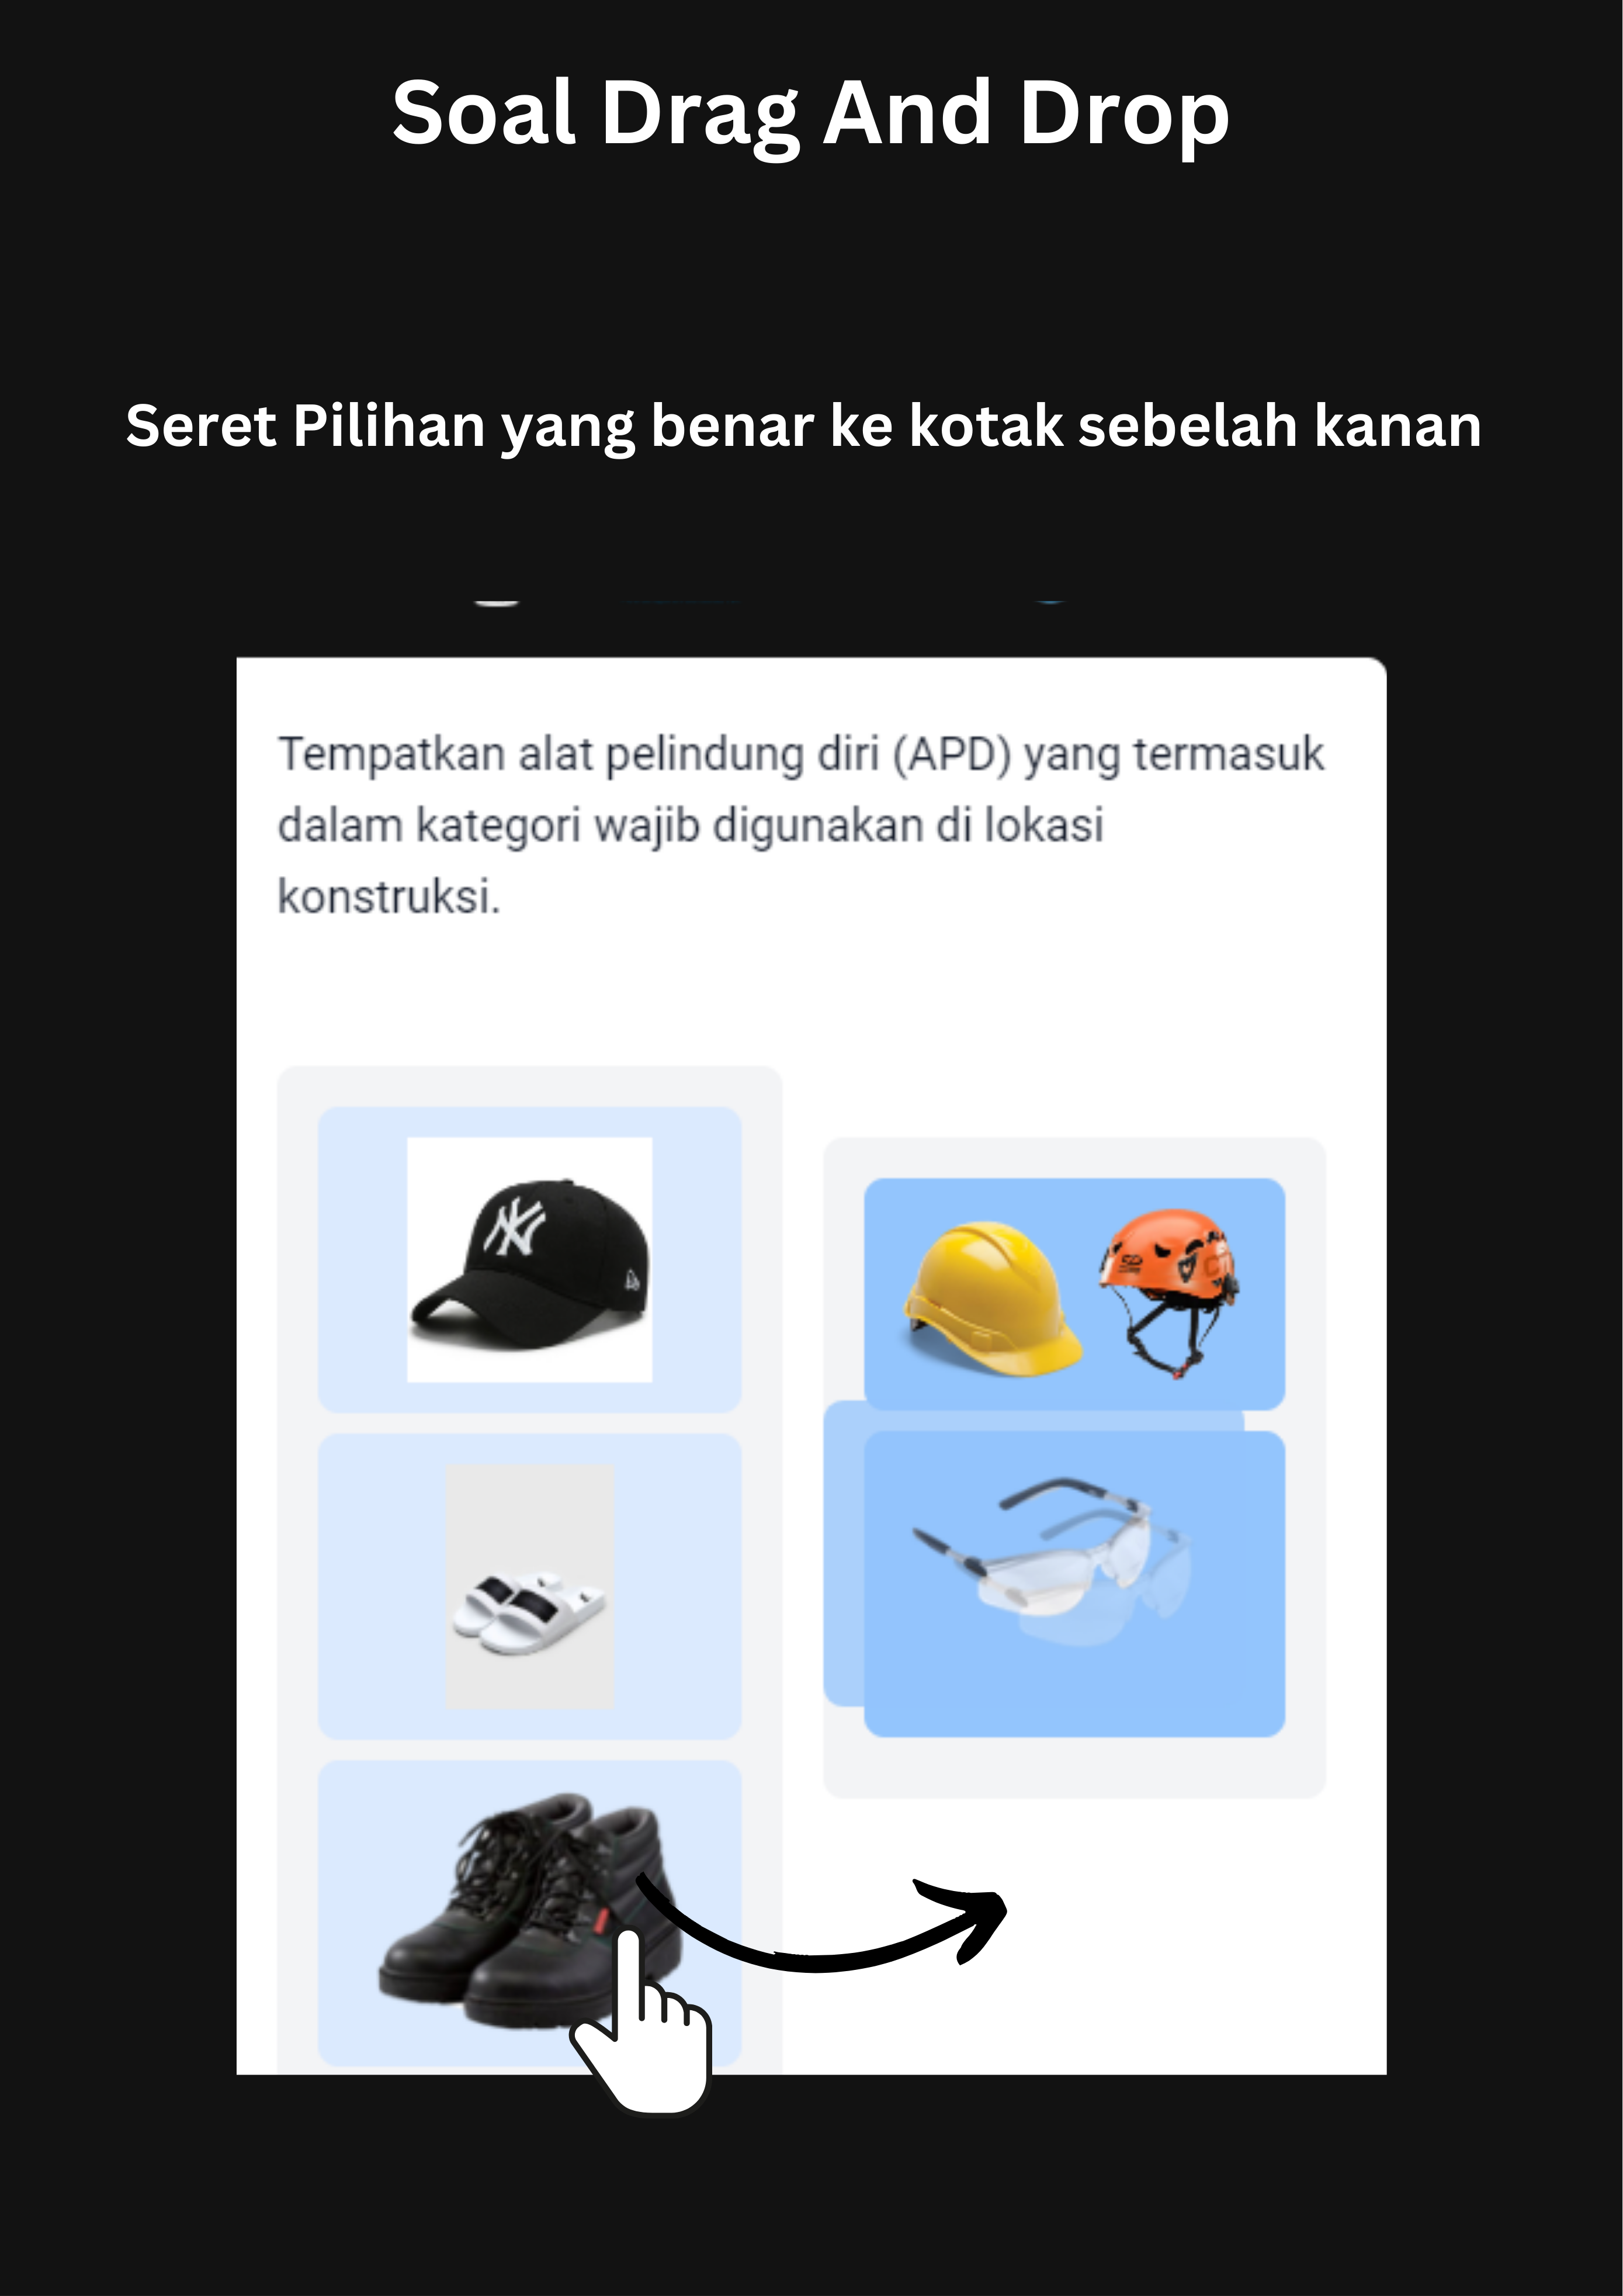 Soal Drag And Drop
Seret Pilihan yang benar ke kotak sebelah kanan
Tempatkan alat pelindung diri (APD) yang termasuk
dalam kategori wajib digunakan di lokasi
konstruksi.
NY